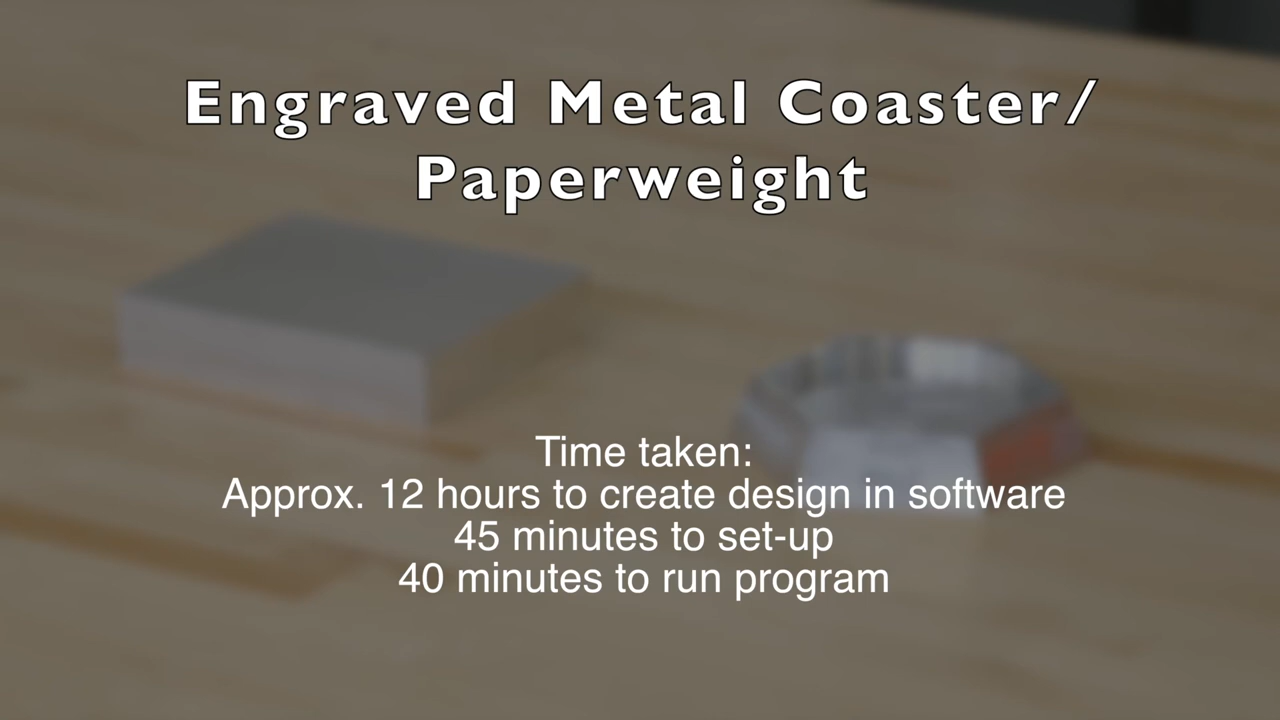 Engraved Metal Coaster/
Paperweight
Time taken:
Approx. 12 hours to create design in software
45 minutes to set-up
40 minutes to run program